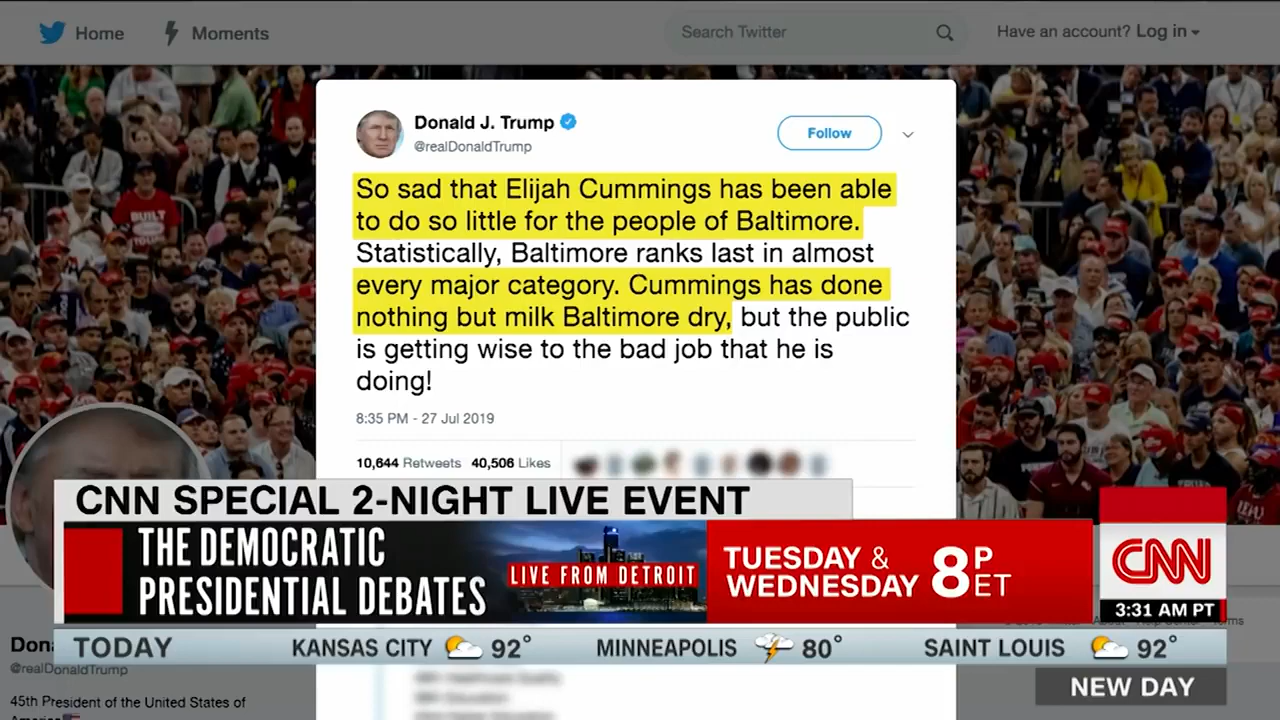 Home
Moments
Search Twitter
Have an account? Log in
Donald J. Trump
@realDonaldTrump
Follow
So sad that Elijah Cummings has been able
to do so little for the people of Baltimore.
Statistically, Baltimore ranks last in almost
every major category. Cummings has done
nothing but milk Baltimore dry, but the public
is getting wise to the bad job that he is
doing!
8:35 PM - 27 Jul 2019
10,644 Retweets 40,506 Likes
BUILT
CNN SPECIAL 2-NIGHT LIVE EVENT
THE DEMOCRATIC
PRESIDENTIAL DEBATES
LIVE FROM DETROIT
TUESDAY &
WEDNESDAY
8P
ET
CNN
3:31 AM PT
TODAY KANSAS CITY 92° MINNEAPOLIS 80° SAINT LOUIS 92°
@realDonaldTrump
45th President of the United States of
NEW DAY